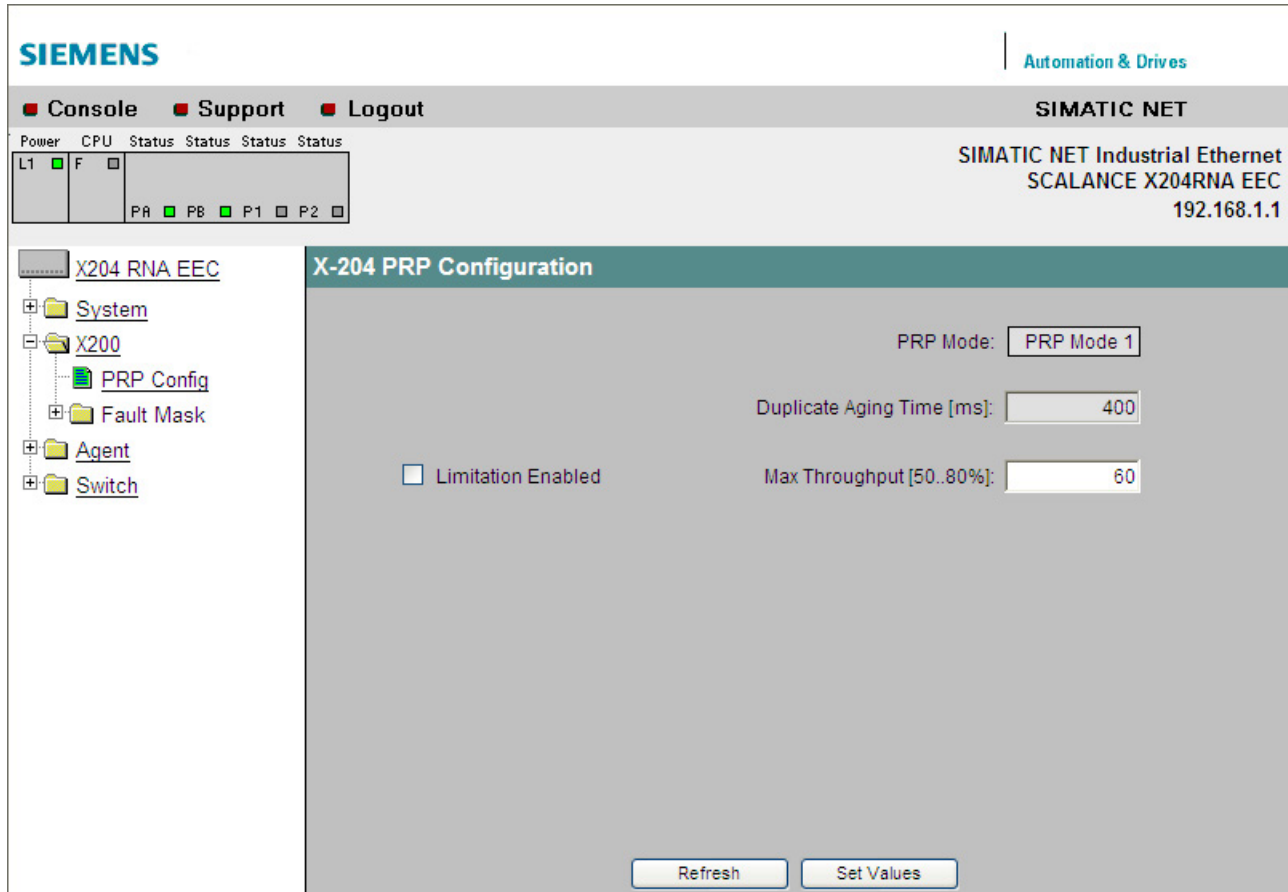 SIEMENS
Automation & Drives
Console Support Logout
SIMATIC NET
Power CPU Status Status Status Status
L1 F
PA PB P1 P2
SIMATIC NET Industrial Ethernet
SCALANCE X204RNA EEC
192.168.1.1
X204 RNA EEC
System
X200
PRP Config
Fault Mask
Agent
Switch
X-204 PRP Configuration
PRP Mode: PRP Mode 1
Duplicate Aging Time [ms]: 400
Limitation Enabled Max Throughput [50..80%]: 60
Refresh Set Values